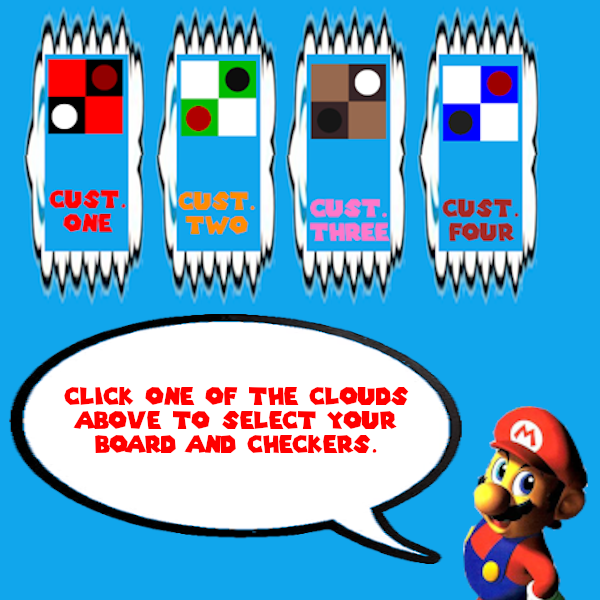 CUST.
ONE
CUST.
TWO
CUST.
THREE
CUST.
FOUR
CLICK ONE OF THE CLOUDS
ABOVE TO SELECT YOUR
BOARD AND CHECKERS.
M